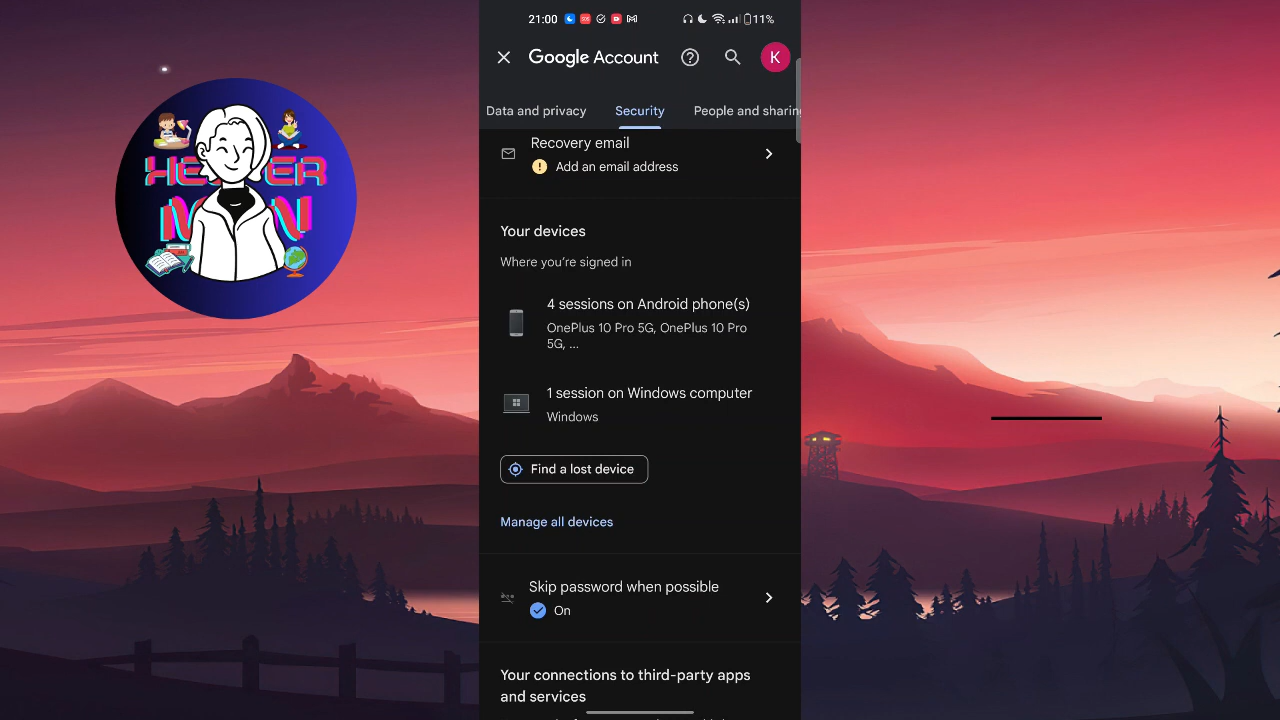 21:00
11%
Google Account
K
Data and privacy Security People and sharing
Recovery email
Add an email address
Your devices
Where you're signed in
4 sessions on Android phone(s)
OnePlus 10 Pro 5G, OnePlus 10 Pro
5G, ...
1 session on Windows computer
Windows
Find a lost device
Manage all devices
Skip password when possible
On
Your connections to third-party apps
and services